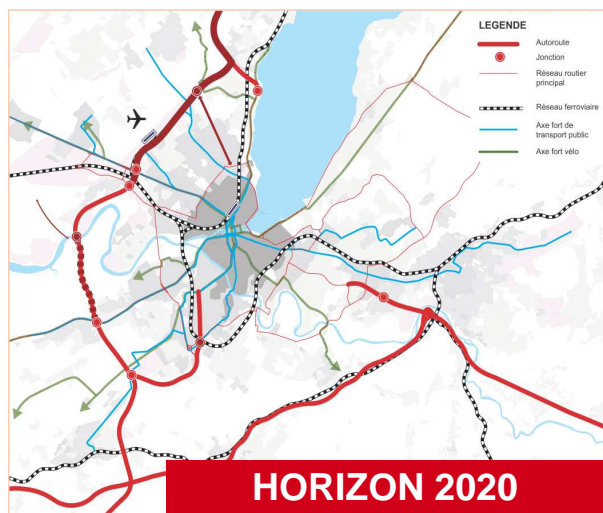 LEGENDE
Autoroute
Jonction
Réseau routier
principal
Réseau ferroviaire
Axe fort de
transport public
Axe fort vélo
HORIZON 2020